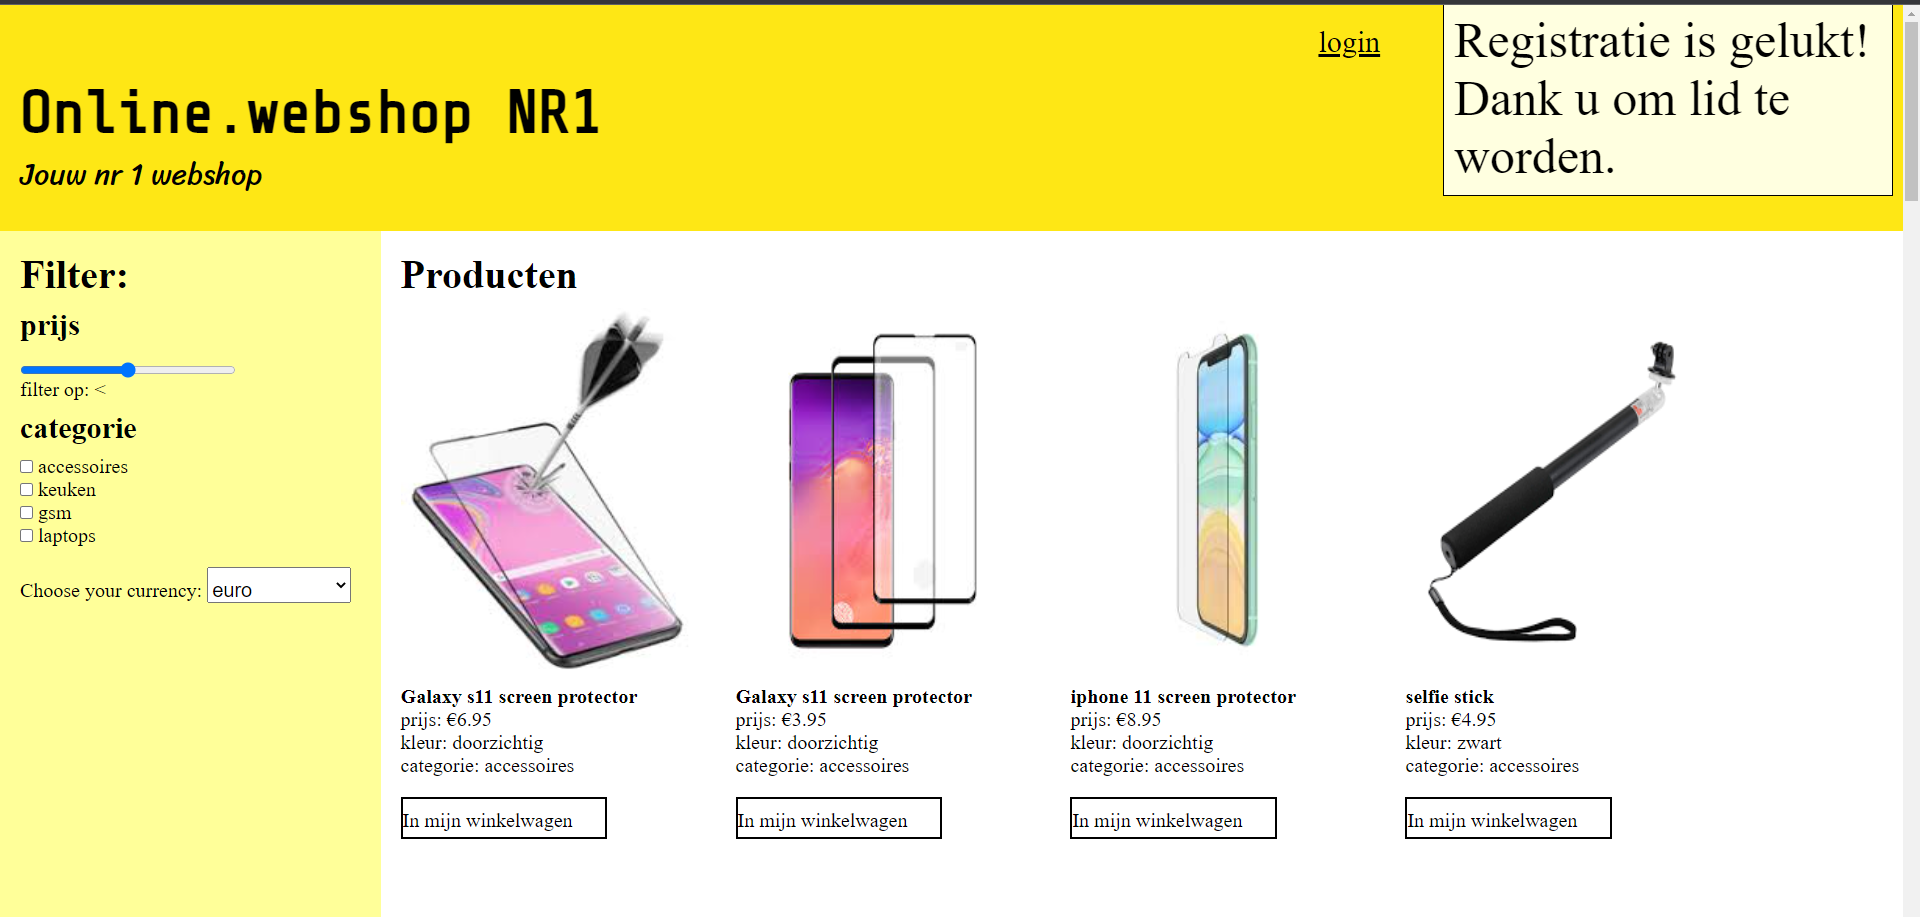 login
Registratie is gelukt!
Dank u om lid te
worden.
Online.webshop NR1
Jouw nr 1 webshop
Filter:
prijs
filter op: <
categorie
accessoires
keuken
gsm
laptops
Choose your currency: euro
Producten
Galaxy s11 screen protector
prijs: €6.95
kleur: doorzichtig
categorie: accessoires
In mijn winkelwagen
Galaxy s11 screen protector
prijs: €3.95
kleur: doorzichtig
categorie: accessoires
In mijn winkelwagen
iphone 11 screen protector
prijs: €8.95
kleur: doorzichtig
categorie: accessoires
In mijn winkelwagen
selfie stick
prijs: €4.95
kleur: zwart
categorie: accessoires
In mijn winkelwagen